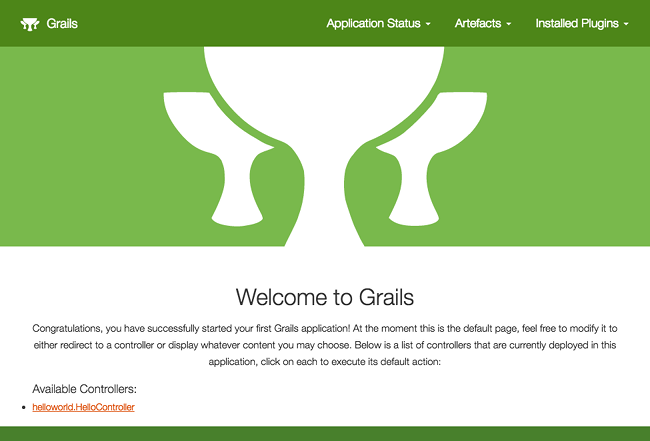 Grails
Application Status
Artefacts
Installed Plugins
Welcome to Grails
Congratulations, you have successfully started your first Grails application! At the moment this is the default page, feel free to modify it to
either redirect to a controller or display whatever content you may choose. Below is a list of controllers that are currently deployed in this
application, click on each to execute its default action:
Available Controllers:
helloworld.HelloController